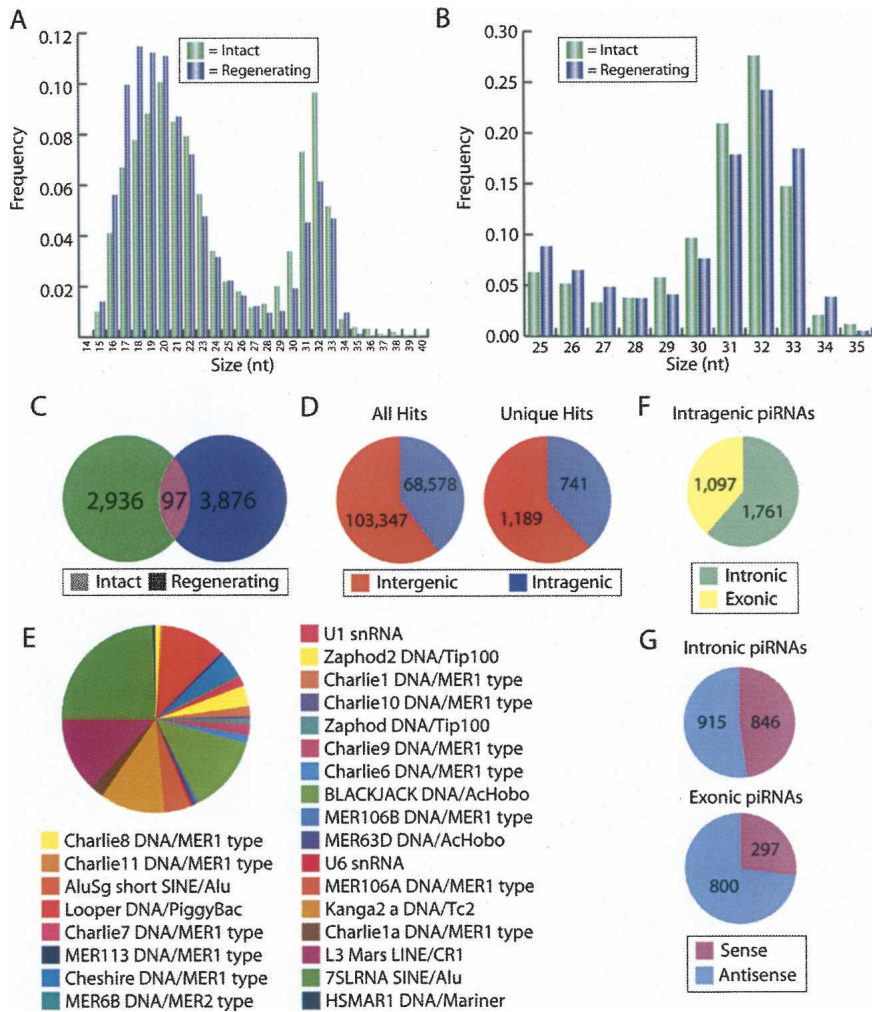 A
= Intact
= Regenerating
Frequency
0.12
0.10
0.08
0.06
0.04
0.02
14 15 16 17 18 19 20 21 22 23 24 25 26 27 28 29 30 31 32 33 34 35 36 37 38 39 40
Size (nt)
B
= Intact
= Regenerating
Frequency
0.30
0.25
0.20
0.15
0.10
0.05
0.00
25 26 27 28 29 30 31 32 33 34 35
Size (nt)
C
2,936 97 3,876
Intact Regenerating
D
All Hits
68,578
103,347
Unique Hits
741
1,189
Intergenic Intragenic
F
Intragenic piRNAs
1,097
1,761
Intronic
Exonic
E
Charlie8 DNA/MER1 type
Charlie11 DNA/MER1 type
AluSg short SINE/Alu
Looper DNA/PiggyBac
Charlie7 DNA/MER1 type
MER113 DNA/MER1 type
Cheshire DNA/MER1 type
MER6B DNA/MER2 type
U1 snRNA
Zaphod2 DNA/Tip100
Charlie1 DNA/MER1 type
Charlie10 DNA/MER1 type
Zaphod DNA/Tip100
Charlie9 DNA/MER1 type
Charlie6 DNA/MER1 type
BLACKJACK DNA/AcHobo
MER106B DNA/MER1 type
MER63D DNA/AcHobo
U6 snRNA
MER106A DNA/MER1 type
Kanga2 a DNA/Tc2
Charlie1a DNA/MER1 type
L3 Mars LINE/CR1
7SLRNA SINE/Alu
HSMAR1 DNA/Mariner
G
Intronic piRNAs
915 846
Exonic piRNAs
297
800
Sense
Antisense